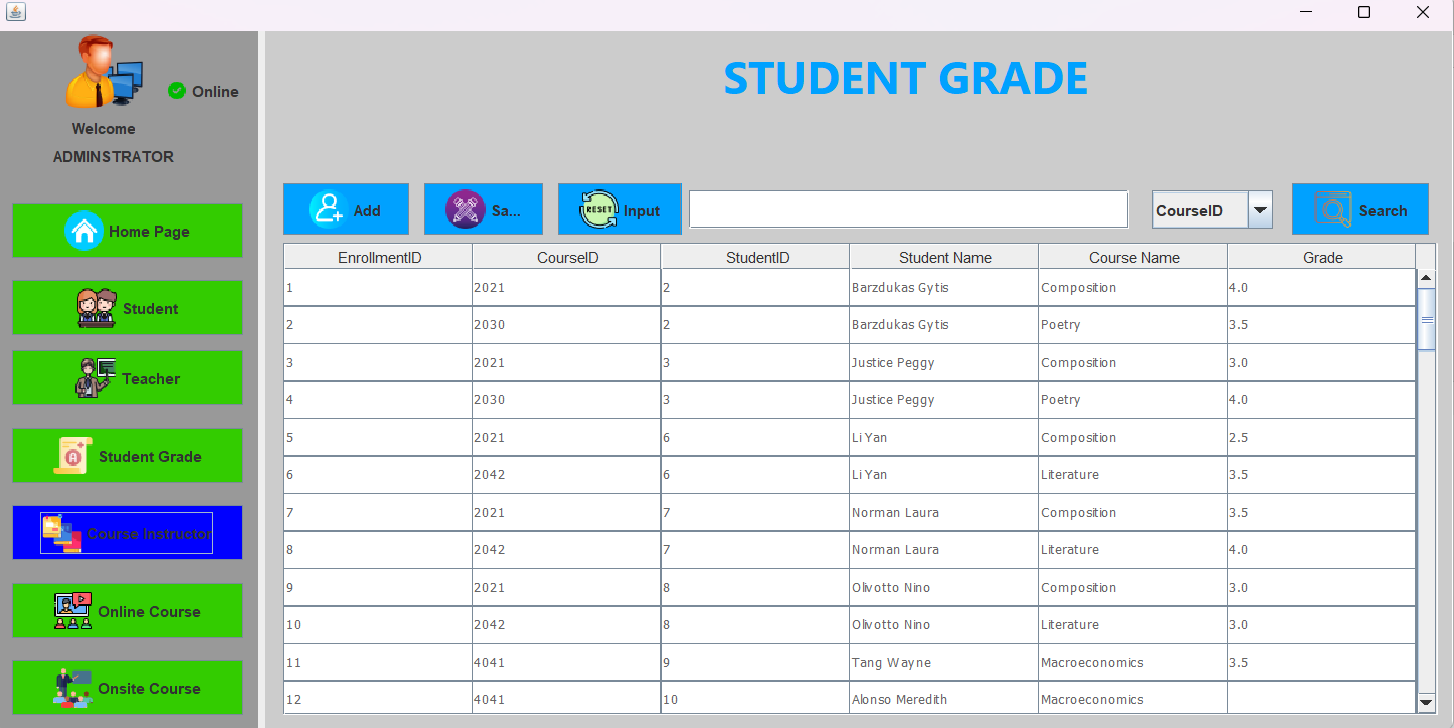 STUDENT GRADE
Online
Welcome
ADMINSTRATOR
Home Page
Student
Teacher
Student Grade
Course Instructor
Online Course
Onsite Course
Add
Sa...
RESET Input
CourseID
Search
EnrollmentID CourseID StudentID Student Name Course Name Grade
1 2021 2 Barzdukas Gytis Composition 4.0
2 2030 2 Barzdukas Gytis Poetry 3.5
3 2021 3 Justice Peggy Composition 3.0
4 2030 3 Justice Peggy Poetry 4.0
5 2021 6 Li Yan Composition 2.5
6 2042 6 Li Yan Literature 3.5
7 2021 7 Norman Laura Composition 3.5
8 2042 7 Norman Laura Literature 4.0
9 2021 8 Olivotto Nino Composition 3.0
10 2042 8 Olivotto Nino Literature 3.0
11 4041 9 Tang Wayne Macroeconomics 3.5
12 4041 10 Alonso Meredith Macroeconomics